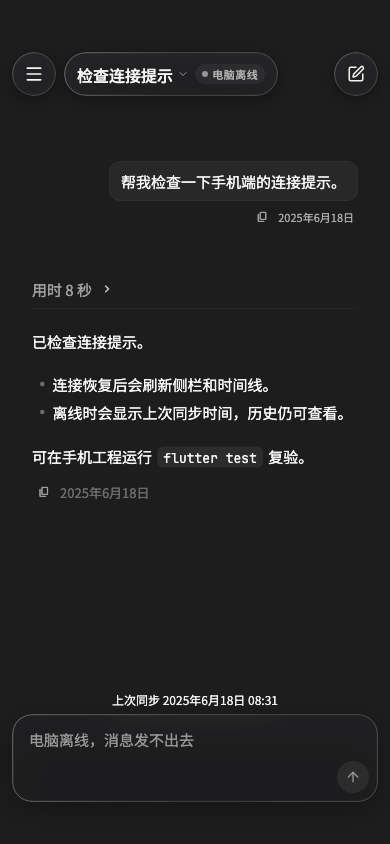 检查连接提示 电脑离线
帮我检查一下手机端的连接提示。
2025年6月18日
用时 8 秒
已检查连接提示。
连接恢复后会刷新侧栏和时间线。
离线时会显示上次同步时间，历史仍可查看。
可在手机工程运行 flutter test 复验。
2025年6月18日
上次同步 2025年6月18日 08:31
电脑离线，消息发不出去